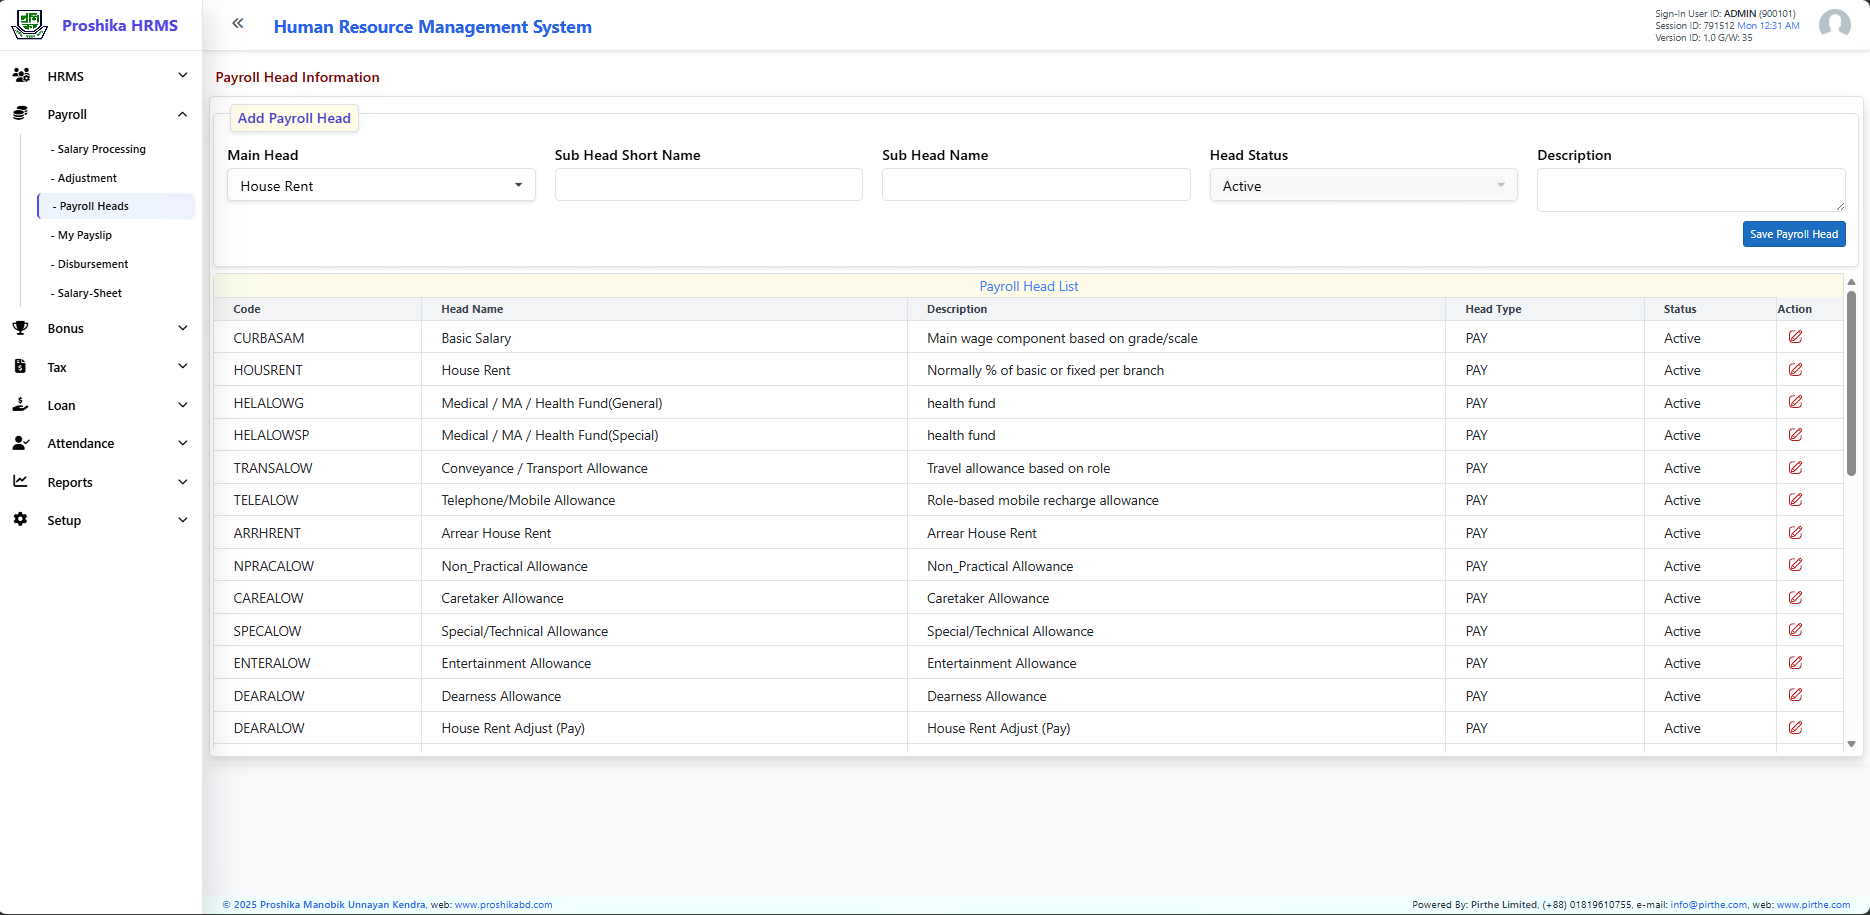 Proshika HRMS
Human Resource Management System
Sign-In User ID: ADMIN (900101)
Session ID: 791512 Mon 12:31 AM
Version ID: 1.0 G/W: 35
HRMS
Payroll
- Salary Processing
- Adjustment
- Payroll Heads
- My Payslip
- Disbursement
- Salary-Sheet
Bonus
Tax
Loan
Attendance
Reports
Setup
Payroll Head Information
Add Payroll Head
Main Head Sub Head Short Name Sub Head Name Head Status Description
House Rent Active
Save Payroll Head
Payroll Head List
Code Head Name Description Head Type Status Action
CURBASAM Basic Salary Main wage component based on grade/scale PAY Active
HOUSRENT House Rent Normally % of basic or fixed per branch PAY Active
HELALOWG Medical / MA / Health Fund(General) health fund PAY Active
HELALOWSP Medical / MA / Health Fund(Special) health fund PAY Active
TRANSALOW Conveyance / Transport Allowance Travel allowance based on role PAY Active
TELEALOW Telephone/Mobile Allowance Role-based mobile recharge allowance PAY Active
ARRHRENT Arrear House Rent Arrear House Rent PAY Active
NPRACALOW Non_Practical Allowance Non_Practical Allowance PAY Active
CAREALOW Caretaker Allowance Caretaker Allowance PAY Active
SPECALOW Special/Technical Allowance Special/Technical Allowance PAY Active
ENTERALOW Entertainment Allowance Entertainment Allowance PAY Active
DEARALOW Dearness Allowance Dearness Allowance PAY Active
DEARALOW House Rent Adjust (Pay) House Rent Adjust (Pay) PAY Active
© 2025 Proshika Manobik Unnayan Kendra, web: www.proshikabd.com
Powered By: Pirthe Limited, (+88) 01819610755, e-mail: info@pirthe.com, web: www.pirthe.com